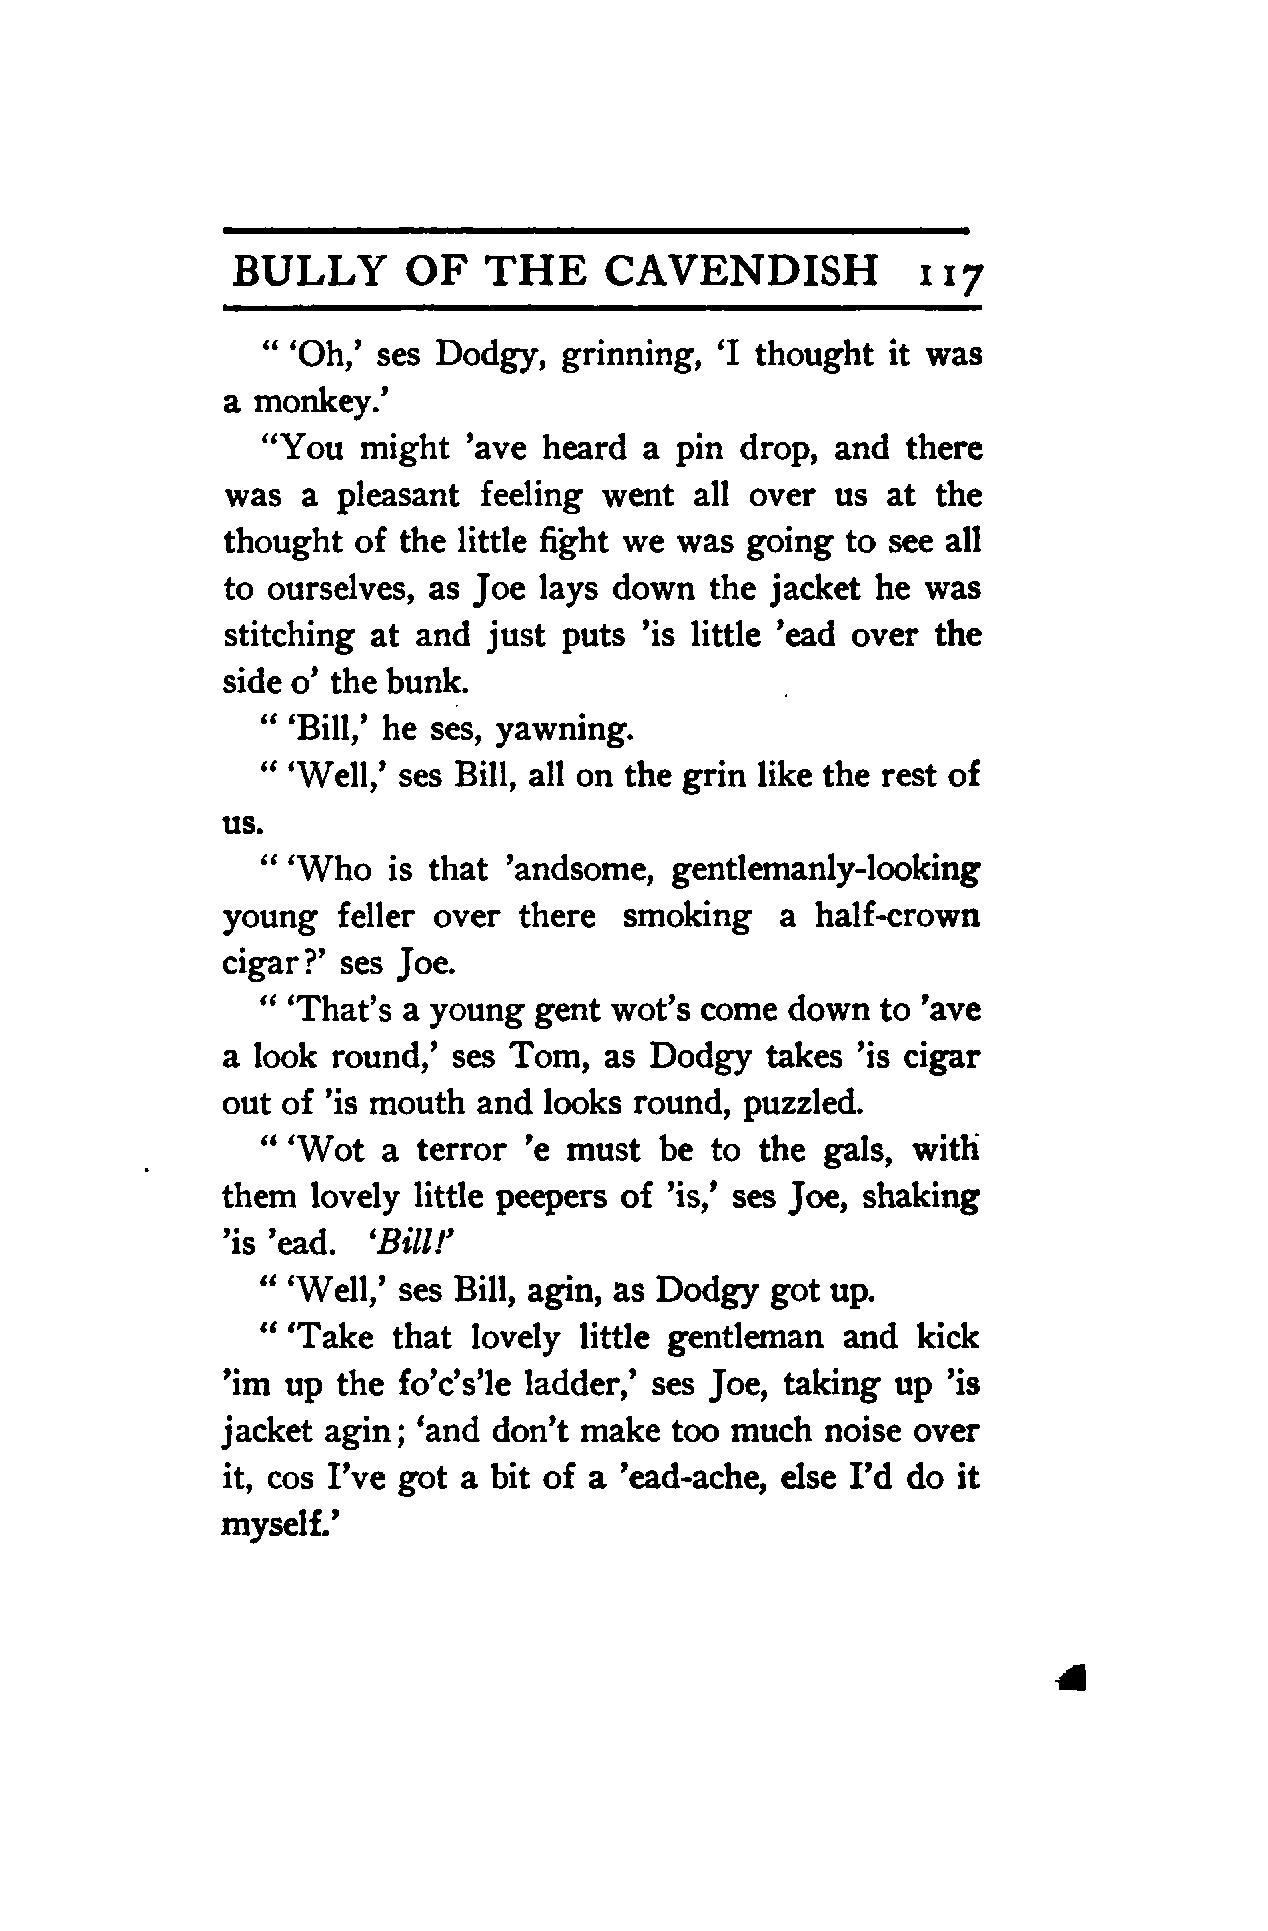 BULLY OF THE CAVENDISH 117
" 'Oh,' ses Dodgy, grinning, 'I thought it was
a monkey.'
"You might 'ave heard a pin drop, and there
was a pleasant feeling went all over us at the
thought of the little fight we was going to see all
to ourselves, as Joe lays down the jacket he was
stitching at and just puts 'is little 'ead over the
side o' the bunk.
" 'Bill,' he ses, yawning.
" 'Well,' ses Bill, all on the grin like the rest of
us.
" 'Who is that 'andsome, gentlemanly-looking
young feller over there smoking a half-crown
cigar?' ses Joe.
" 'That's a young gent wot's come down to 'ave
a look round,' ses Tom, as Dodgy takes 'is cigar
out of 'is mouth and looks round, puzzled.
" 'Wot a terror 'e must be to the gals, with
them lovely little peepers of 'is,' ses Joe, shaking
'is 'ead. 'Bill!'
" 'Well,' ses Bill, agin, as Dodgy got up.
" 'Take that lovely little gentleman and kick
'im up the fo'c's'le ladder,' ses Joe, taking up 'is
jacket agin; 'and don't make too much noise over
it, cos I've got a bit of a 'ead-ache, else I'd do it
myself.'